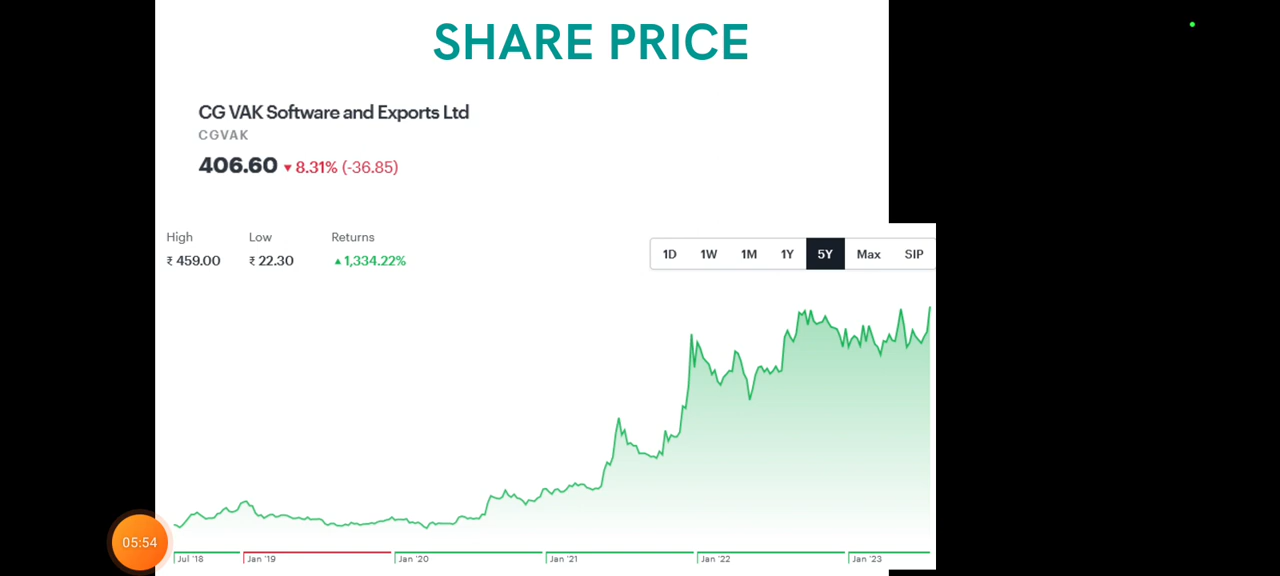 SHARE PRICE
CG VAK Software and Exports Ltd
CGVAK
406.60 ▼ 8.31% (-36.85)
High Low Returns
₹ 459.00 ₹ 22.30 ▲ 1,334.22%
1D 1W 1M 1Y 5Y Max SIP
Jul '18 Jan '19 Jan '20 Jan '21 Jan '22 Jan '23
05:54